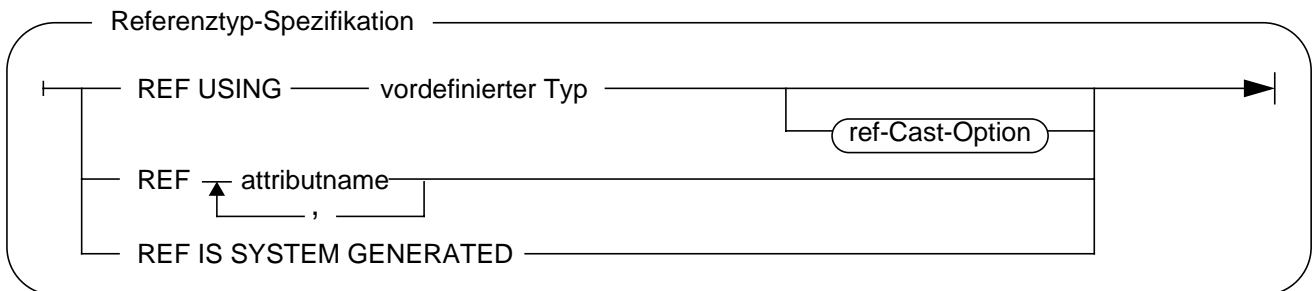 Referenztyp-Spezifikation
REF USING vordefinierter Typ
ref-Cast-Option
REF attributname
,
REF IS SYSTEM GENERATED